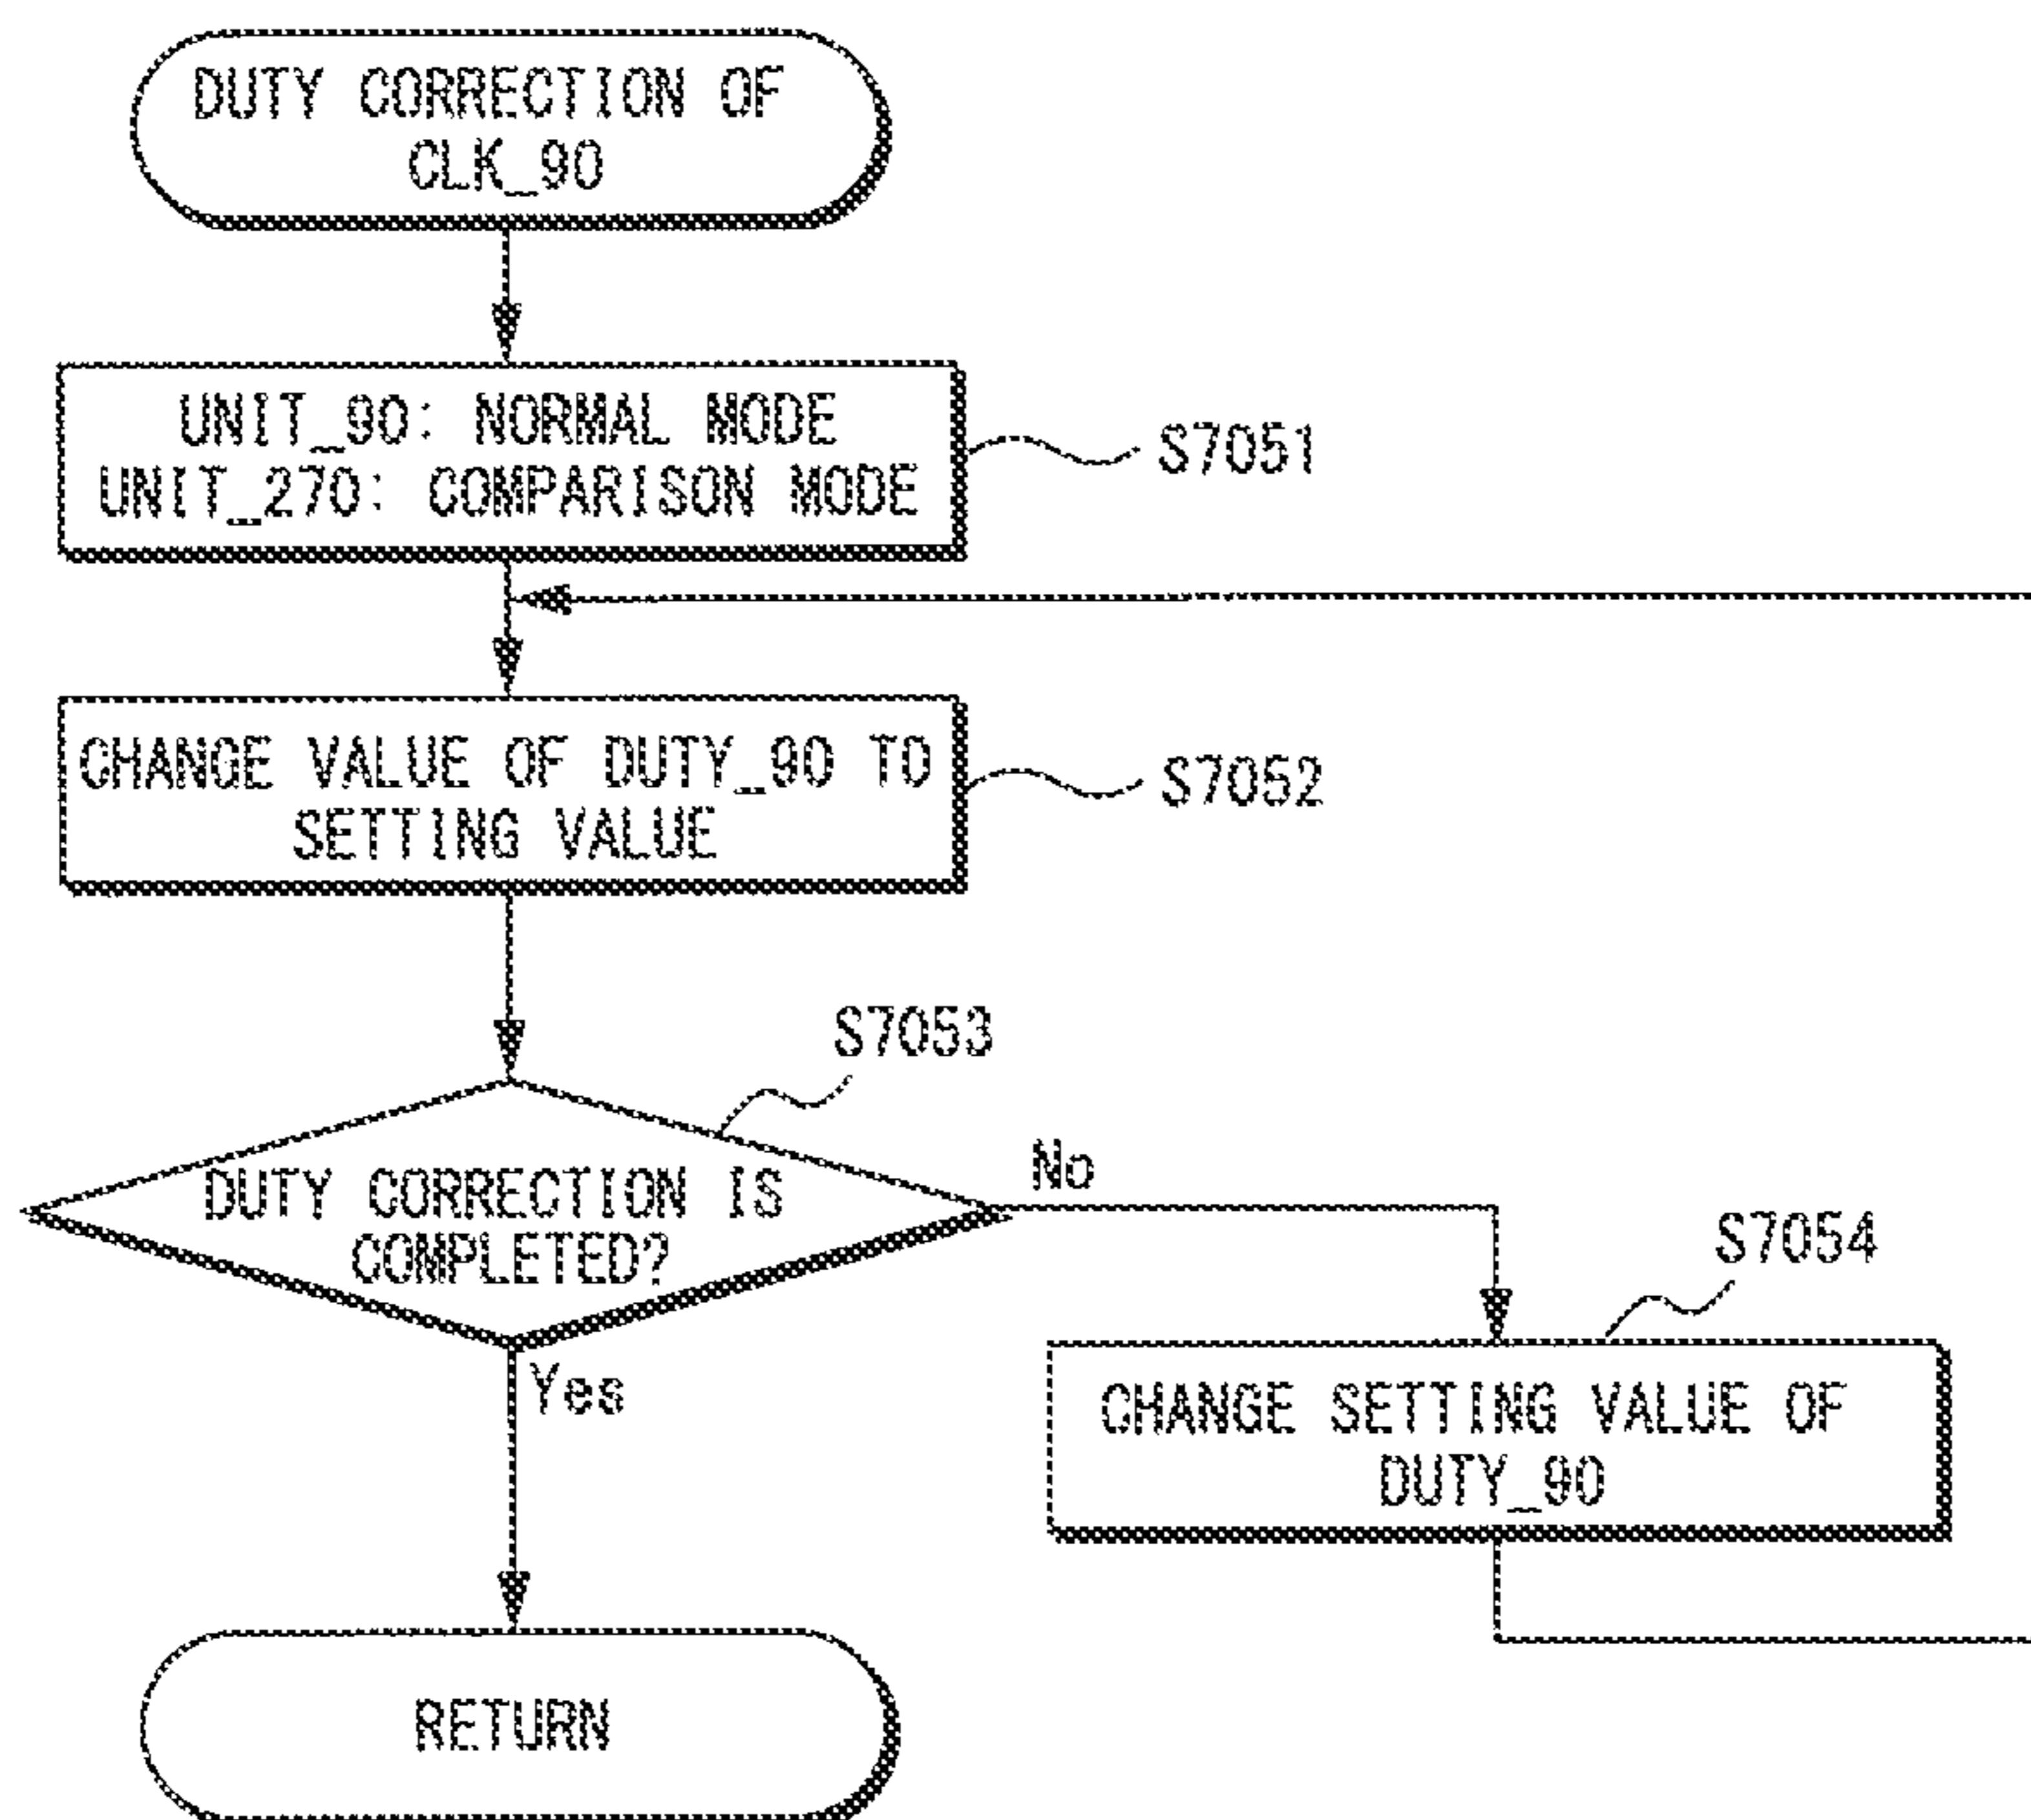 DUTY CORRECTION OF
CLK_90
UNIT_90: NORMAL MODE
UNIT_270: COMPARISON MODE
S7051
CHANGE VALUE OF DUTY_90 TO
SETTING VALUE
S7052
S7053
DUTY CORRECTION IS
COMPLETED?
No
Yes
S7054
CHANGE SETTING VALUE OF
DUTY_90
RETURN